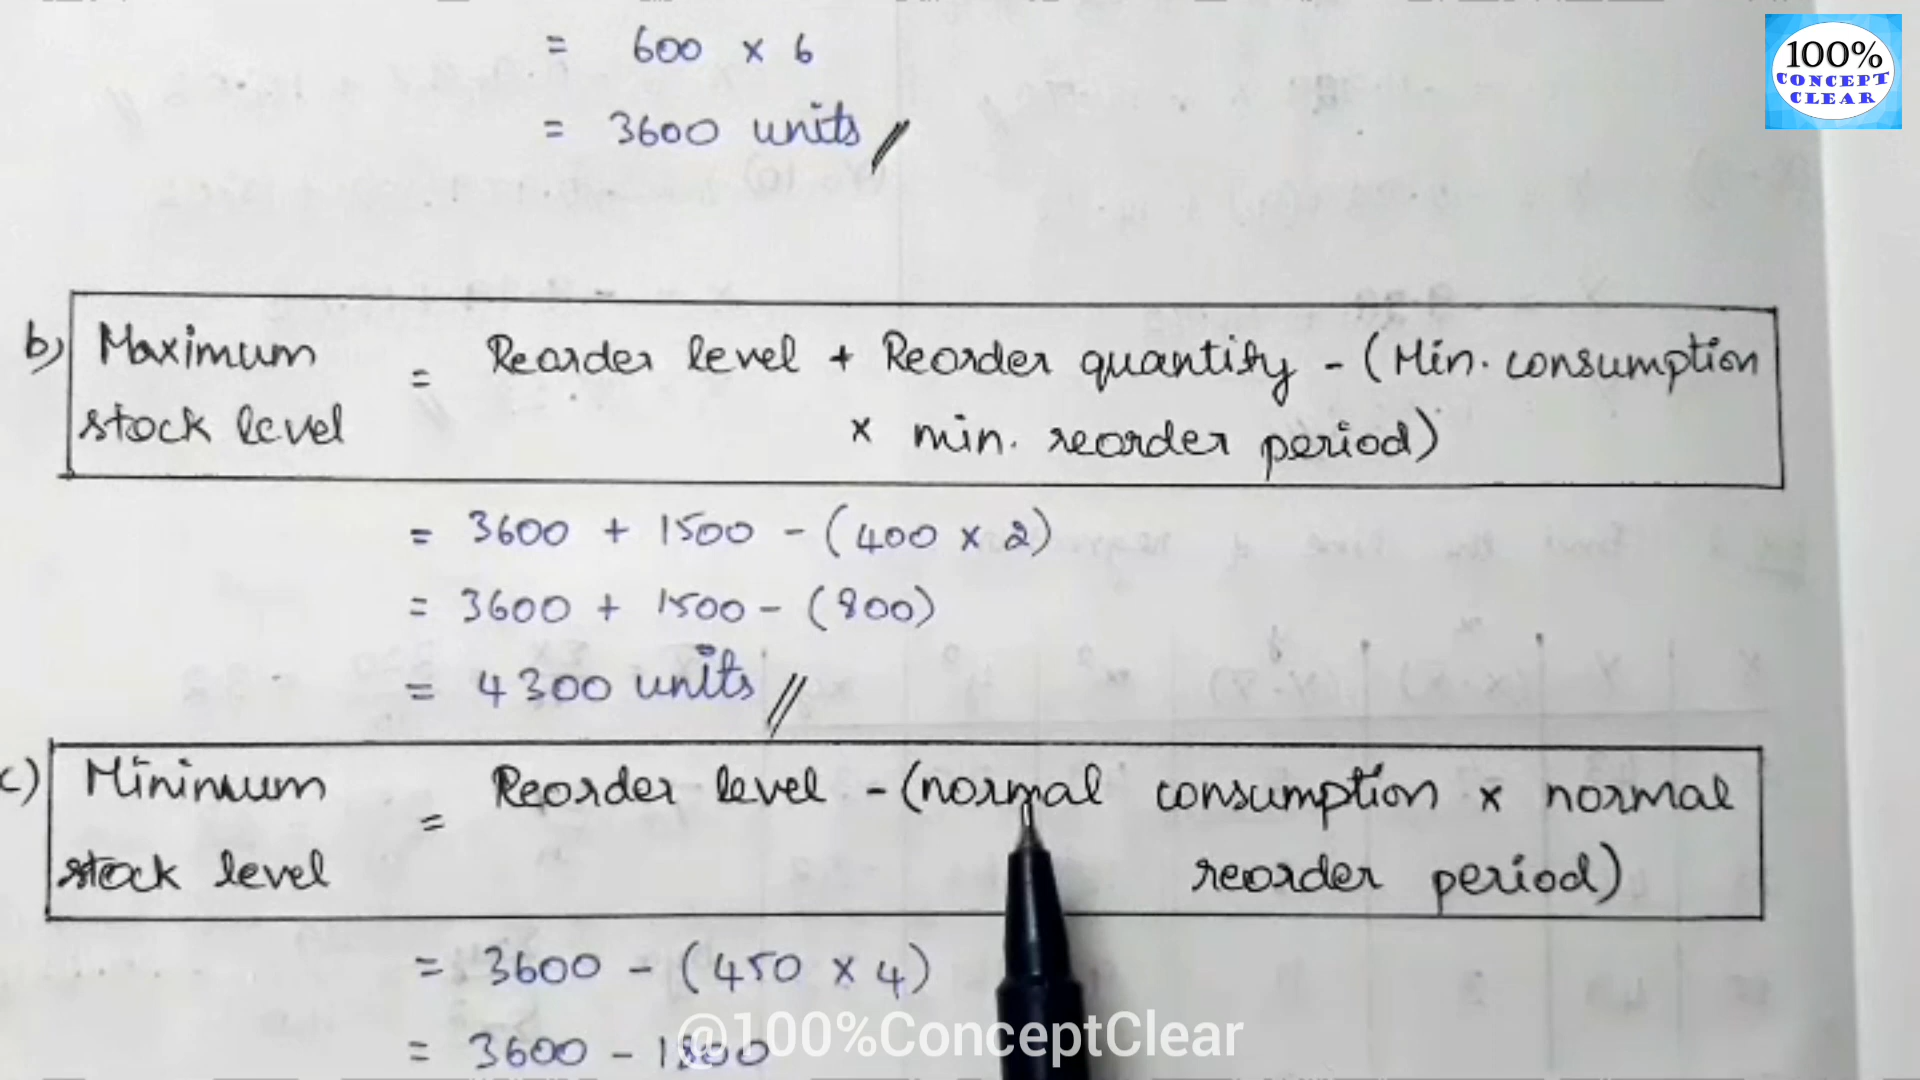 = 600 x 6
100%
CONCEPT
CLEAR
= 3600 units //
b) Maximum stock level = Reorder level + Reorder quantity - (Min. consumption
x min. reorder period)
= 3600 + 1500 - (400 x 2)
= 3600 + 1500 - (800)
= 4300 units //
c) Minimum stock level = Reorder level - (normal consumption x normal
reorder period)
= 3600 - (450 x 4)
= 3600 - 1800
@100%ConceptClear